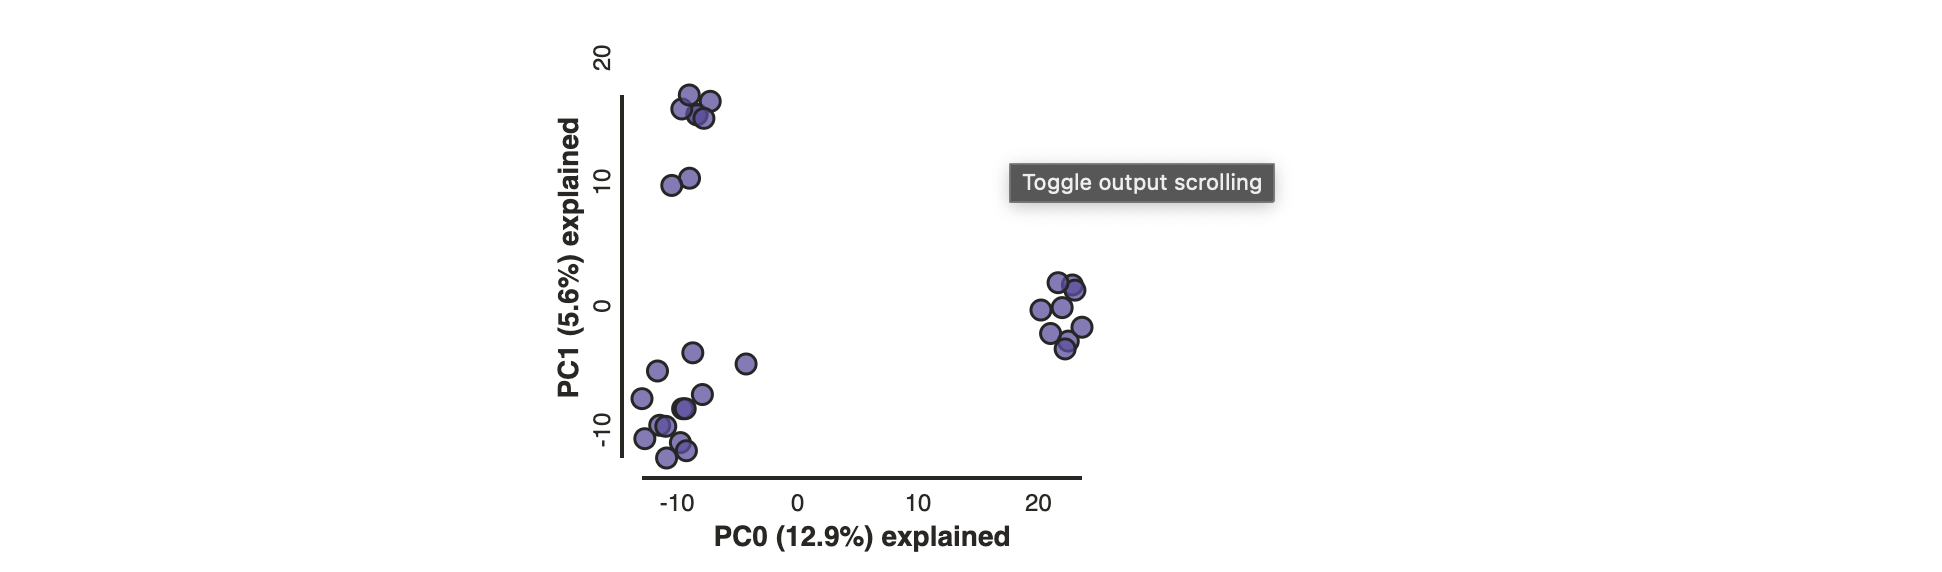 20
10
0
-10
PC1 (5.6%) explained
Toggle output scrolling
-10 0 10 20
PC0 (12.9%) explained